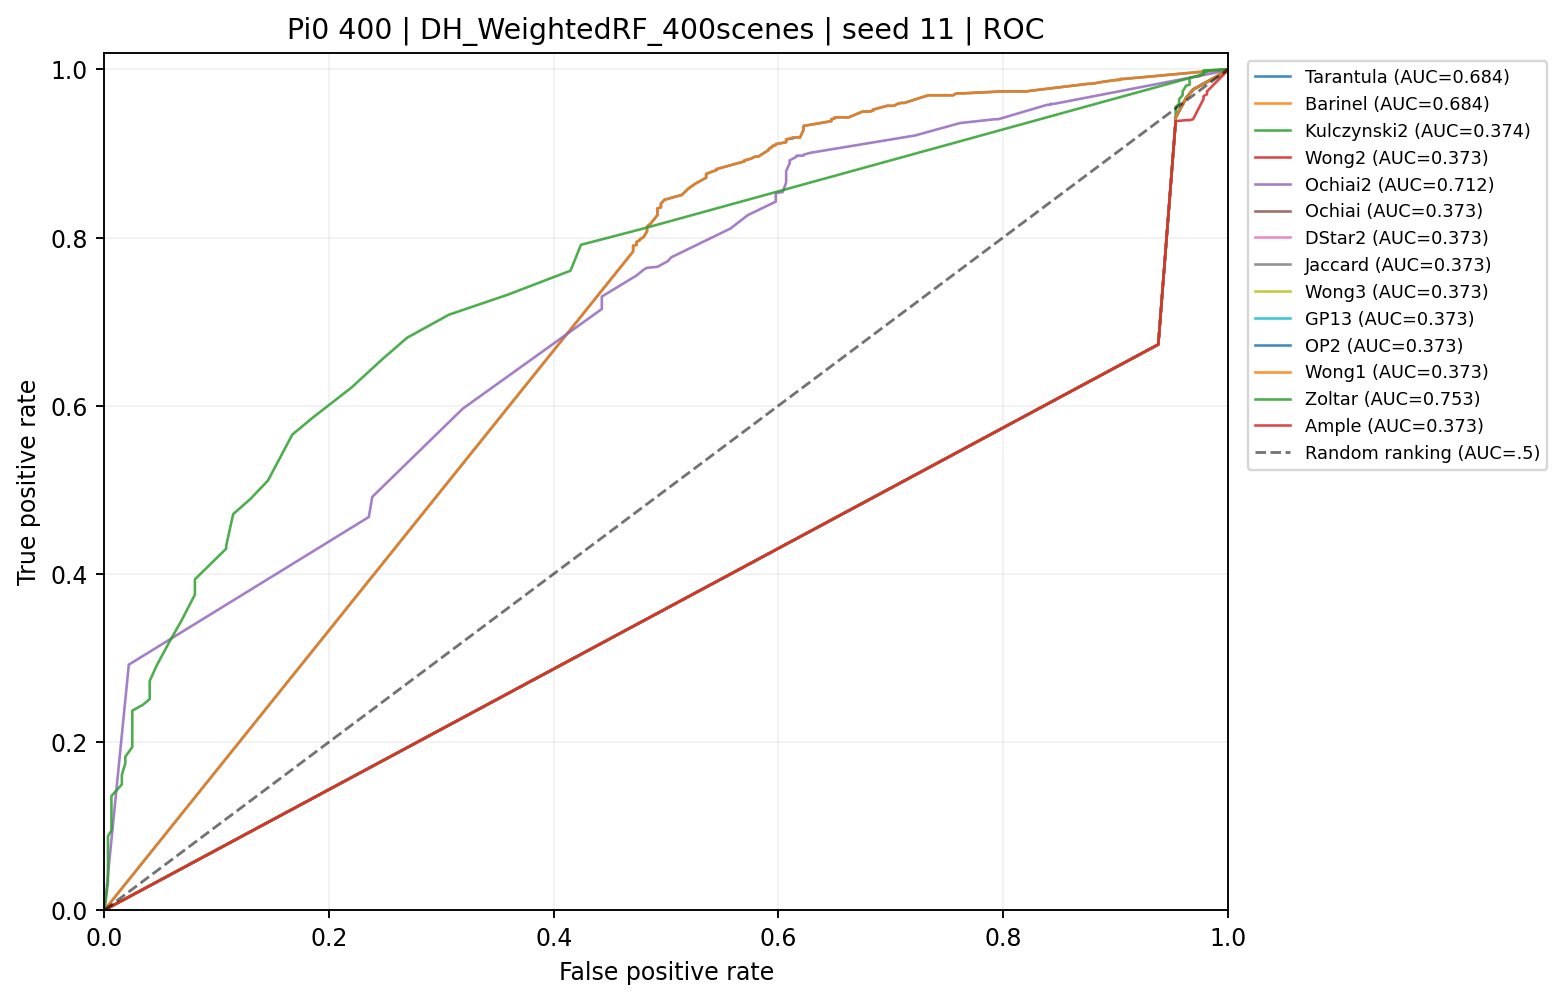 Pi0 400 | DH_WeightedRF_400scenes | seed 11 | ROC
True positive rate
1.0
0.8
0.6
0.4
0.2
0.0
0.0 0.2 0.4 0.6 0.8 1.0
False positive rate
Tarantula (AUC=0.684)
Barinel (AUC=0.684)
Kulczynski2 (AUC=0.374)
Wong2 (AUC=0.373)
Ochiai2 (AUC=0.712)
Ochiai (AUC=0.373)
DStar2 (AUC=0.373)
Jaccard (AUC=0.373)
Wong3 (AUC=0.373)
GP13 (AUC=0.373)
OP2 (AUC=0.373)
Wong1 (AUC=0.373)
Zoltar (AUC=0.753)
Ample (AUC=0.373)
Random ranking (AUC=.5)